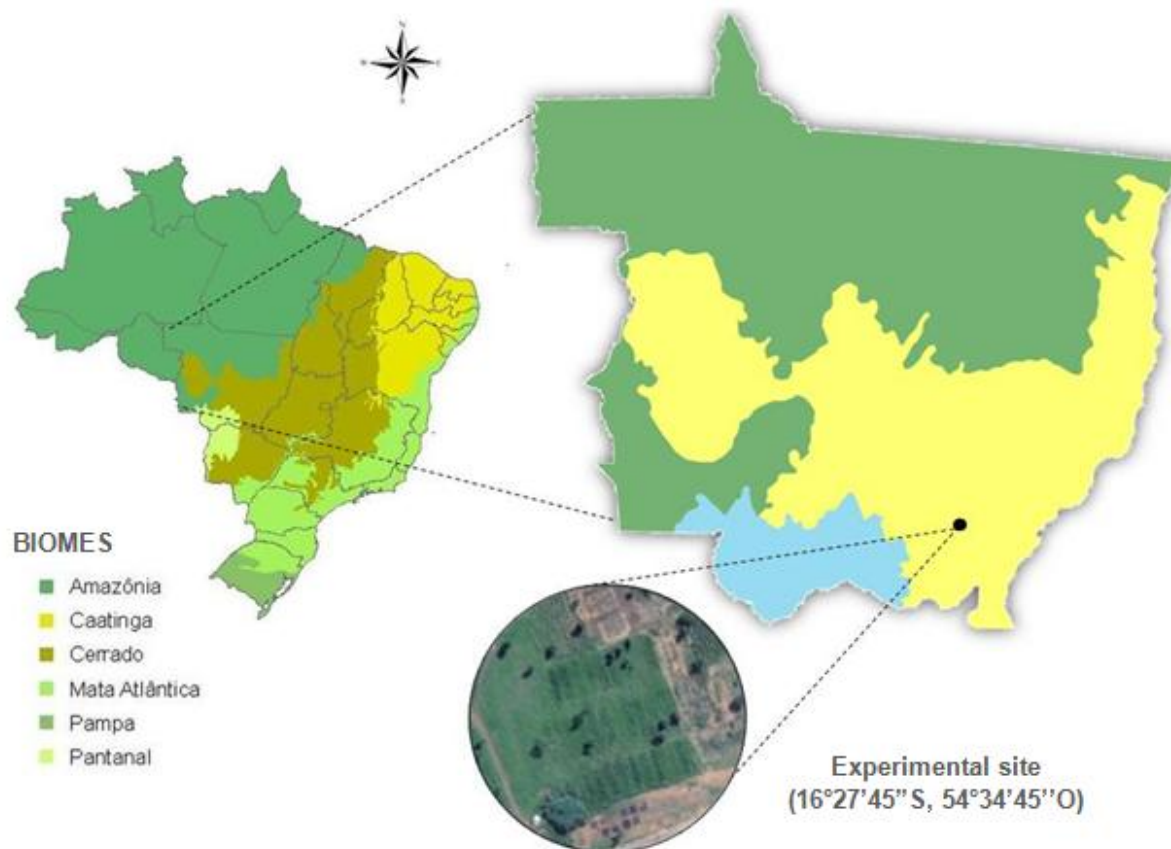 BIOMES
Amazônia
Caatinga
Cerrado
Mata Atlântica
Pampa
Pantanal
Experimental site
(16°27’45”S, 54°34’45’’O)